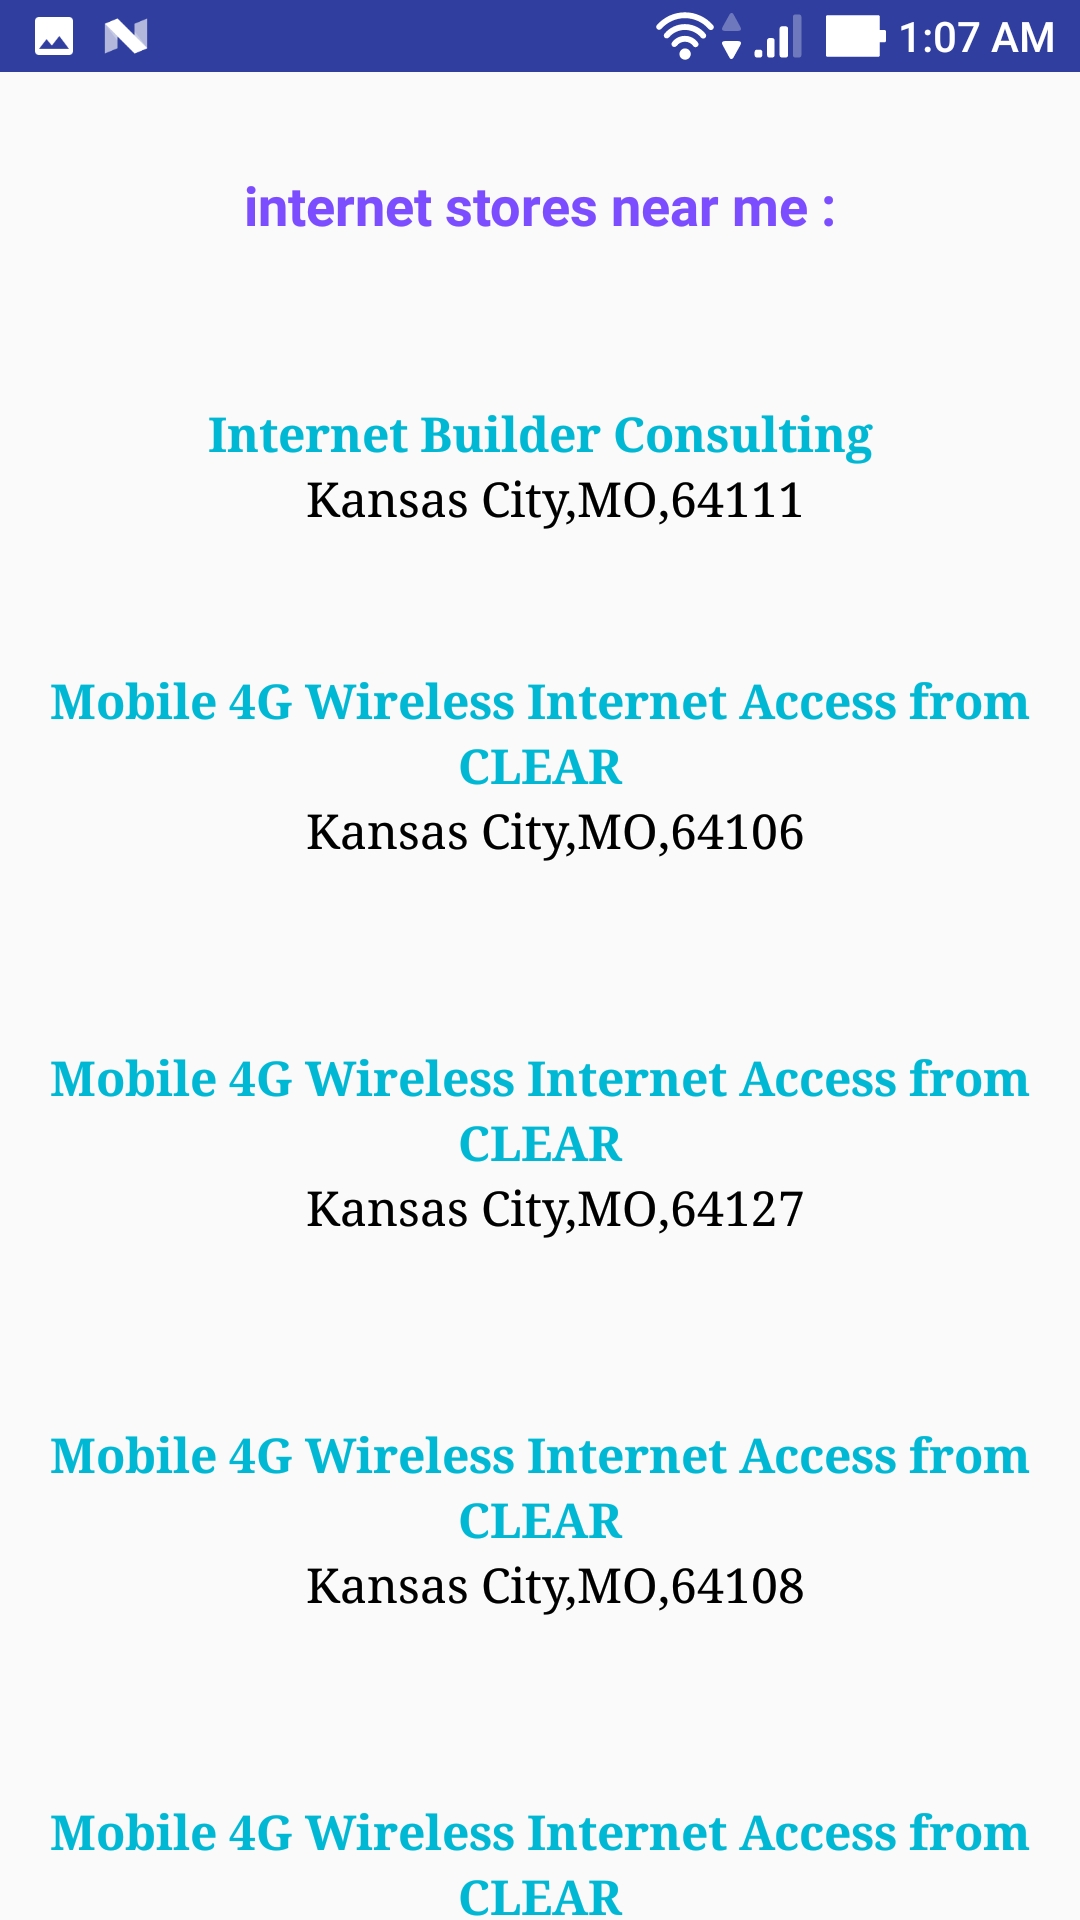 1:07 AM
internet stores near me :
Internet Builder Consulting
Kansas City,MO,64111
Mobile 4G Wireless Internet Access from
CLEAR
Kansas City,MO,64106
Mobile 4G Wireless Internet Access from
CLEAR
Kansas City,MO,64127
Mobile 4G Wireless Internet Access from
CLEAR
Kansas City,MO,64108
Mobile 4G Wireless Internet Access from
CLEAR